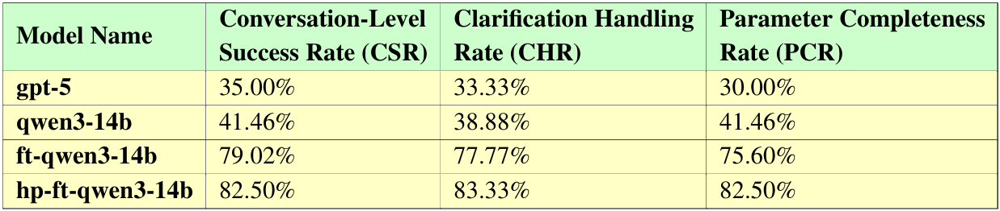 Model Name Conversation-Level Success Rate (CSR) Clarification Handling Rate (CHR) Parameter Completeness Rate (PCR)
gpt-5 35.00% 33.33% 30.00%
qwen3-14b 41.46% 38.88% 41.46%
ft-qwen3-14b 79.02% 77.77% 75.60%
hp-ft-qwen3-14b 82.50% 83.33% 82.50%